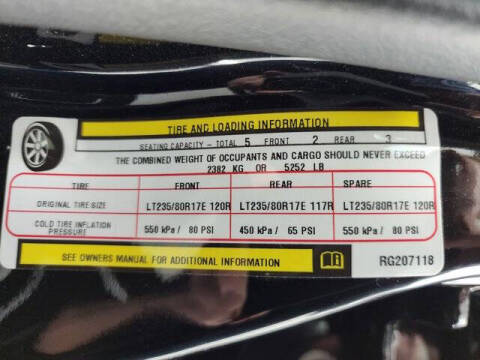 TIRE AND LOADING INFORMATION
SEATING CAPACITY - TOTAL 5 FRONT 2 REAR 3
THE COMBINED WEIGHT OF OCCUPANTS AND CARGO SHOULD NEVER EXCEED
2382 KG OR 5252 LB
TIRE FRONT REAR SPARE
ORIGINAL TIRE SIZE LT235/80R17E 120R LT235/80R17E 117R LT235/80R17E 120R
COLD TIRE INFLATION
PRESSURE 550 kPa / 80 PSI 450 kPa / 65 PSI 550 kPa / 80 PSI
SEE OWNERS MANUAL FOR ADDITIONAL INFORMATION RG207118